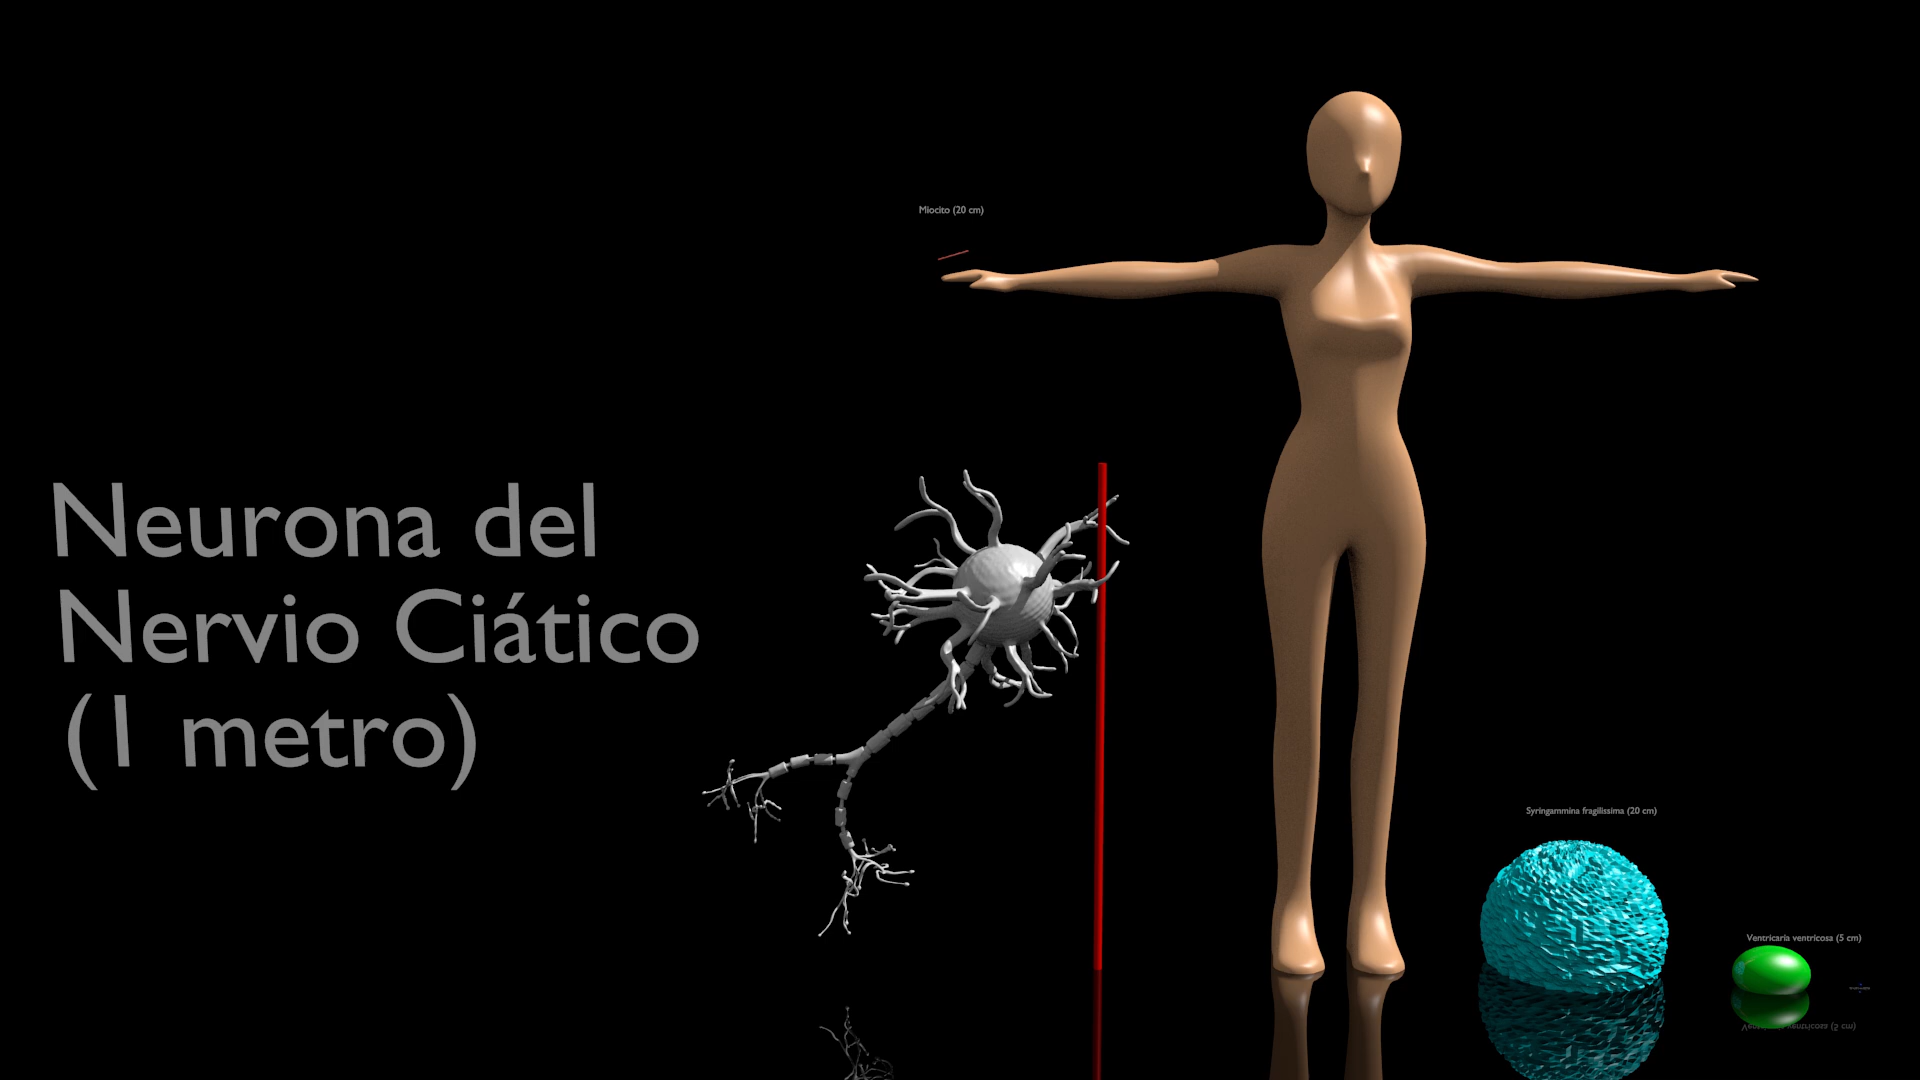 Miocito (20 cm)
Neurona del
Nervio Ciático
(1 metro)
Syringammina fragilissima (20 cm)
Ventricaria ventricosa (5 cm)